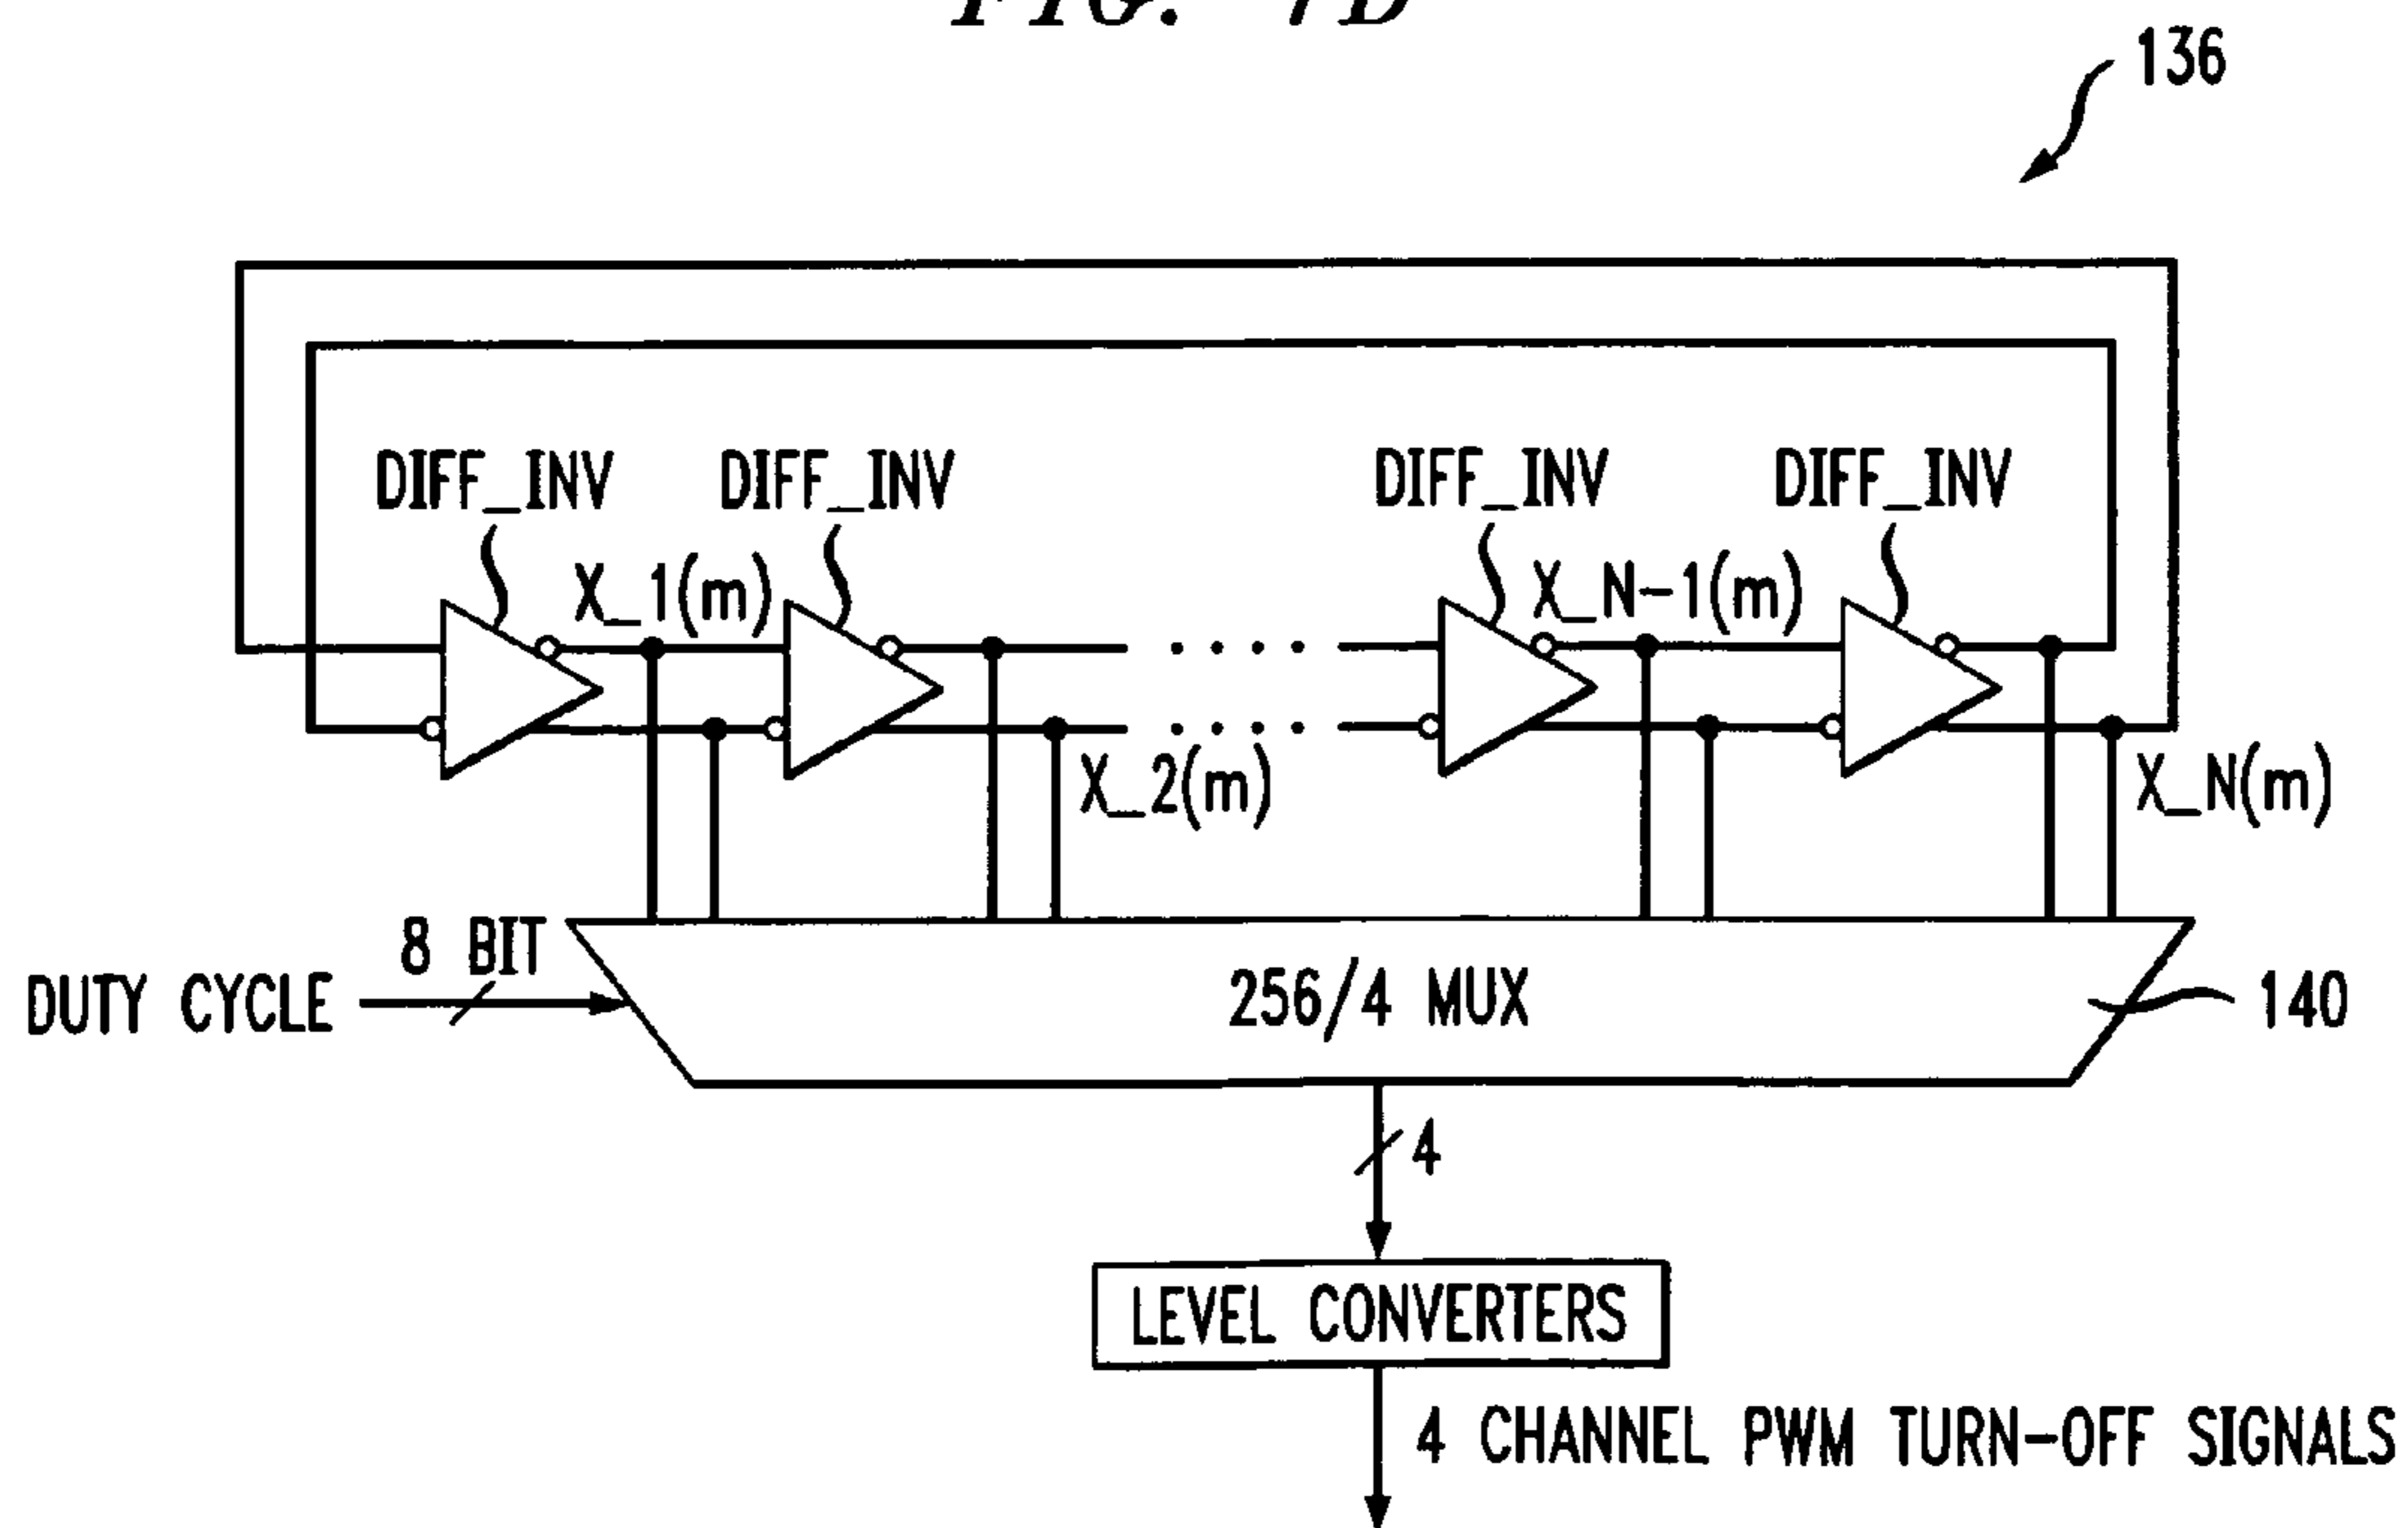 136
DIFF_INV DIFF_INV DIFF_INV DIFF_INV
X_1(m) X_N-1(m)
X_2(m) X_N(m)
8 BIT
DUTY CYCLE
256/4 MUX
140
4
LEVEL CONVERTERS
4 CHANNEL PWM TURN-OFF SIGNALS